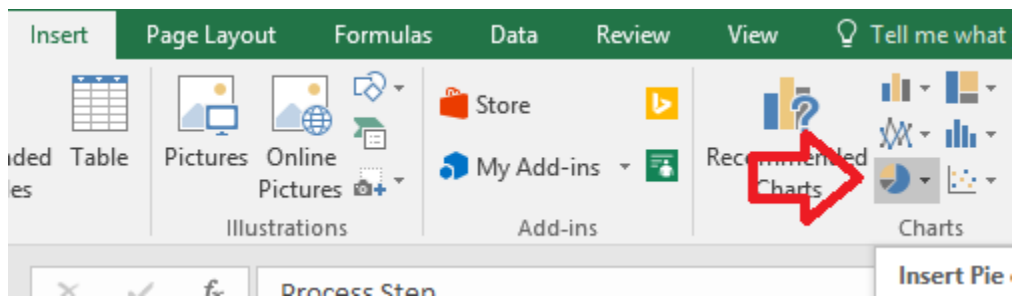 Insert Page Layout Formulas Data Review View Tell me what
Store
Table Pictures Online Recommended
Pictures My Add-ins Charts
Illustrations Add-ins Charts
fx Process Step
Insert Pie